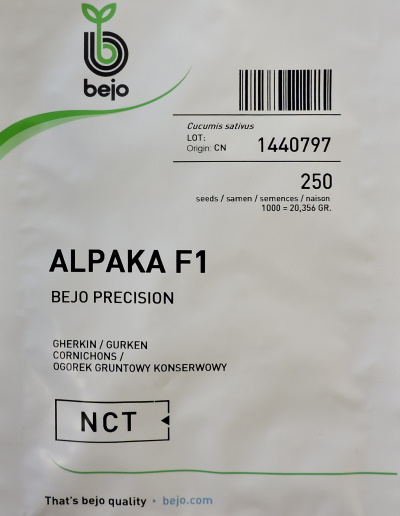 bejo
Cucumis sativus
LOT:
Origin: CN 1440797
250
seeds / samen / semences / naison
1000 = 20,356 GR.
ALPAKA F1
BEJO PRECISION
GHERKIN / GURKEN
CORNICHONS /
OGOREK GRUNTOWY KONSERWOWY
NCT
That's bejo quality • bejo.com